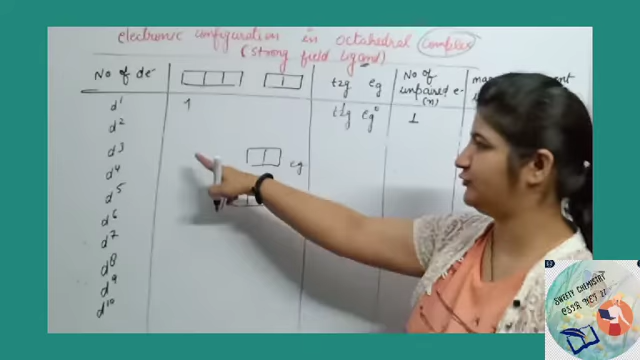 electronic configuration in octahedral complex
(strong field ligand)
No of de⁻ t2g eg No of unpaired e⁻ (n)
d¹ 1 t2g¹ eg⁰ 1
d²
d³ eg
d⁴
d⁵
d⁶
d⁷
d⁸
d⁹
d¹⁰
SWEETY CHEMISTRY
CSIR NET